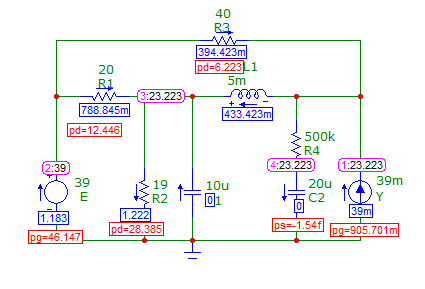 40
R3
394.423m
pd=6.223
L1
5m
433.423m
20
R1
788.845m
pd=12.446
3:23.223
500k
R4
2:39
4:23.223
1:23.223
39
E
1.183
pg=46.147
19
R2
1.222
pd=28.385
10u
0
1
20u
C2
0
ps=-1.54f
39m
Y
39m
pg=905.701m